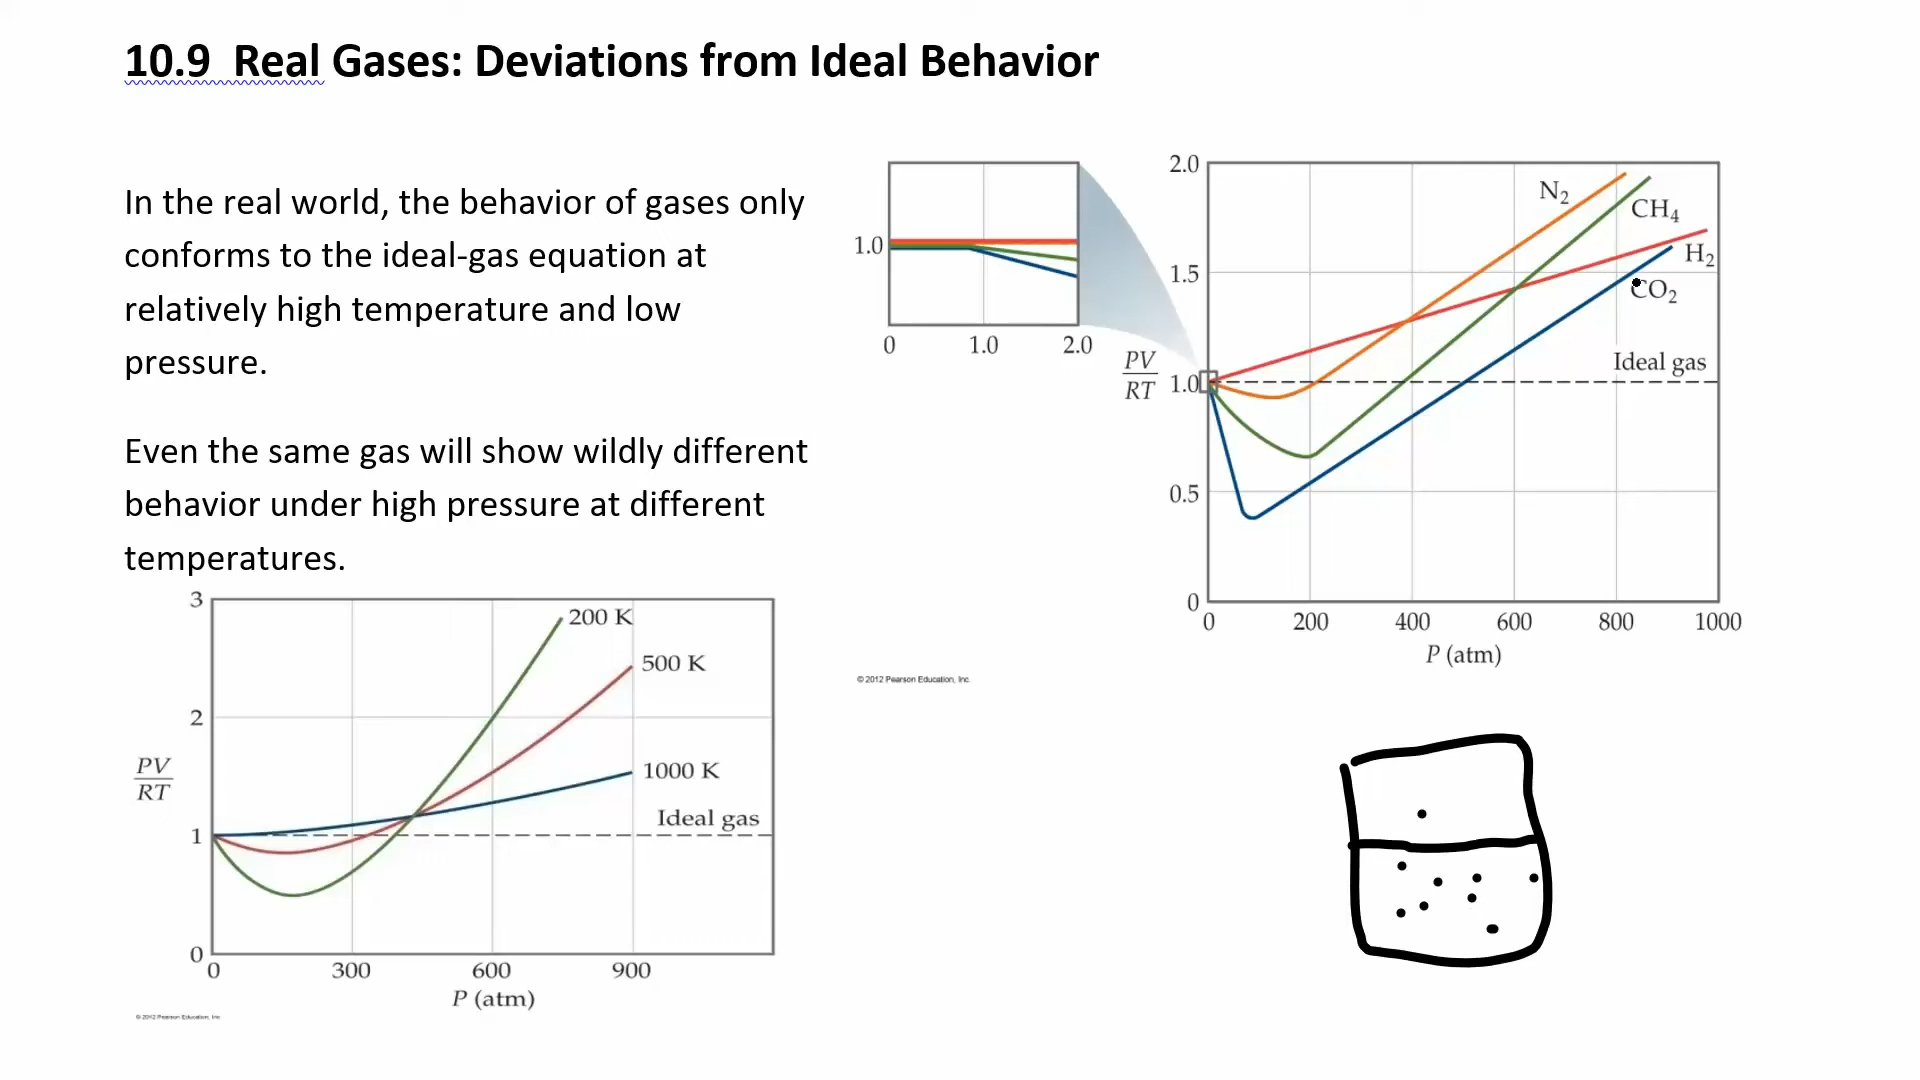 10.9  Real Gases: Deviations from Ideal Behavior
In the real world, the behavior of gases only
conforms to the ideal-gas equation at
relatively high temperature and low
pressure.
Even the same gas will show wildly different
behavior under high pressure at different
temperatures.
1.0
0 1.0 2.0
2.0
1.5
1.0
0.5
0
PV
RT
N₂
CH₄
H₂
CO₂
Ideal gas
0 200 400 600 800 1000
P (atm)
© 2012 Pearson Education, Inc.
3
2
1
0
PV
RT
200 K
500 K
1000 K
Ideal gas
0 300 600 900
P (atm)
© 2012 Pearson Education, Inc.